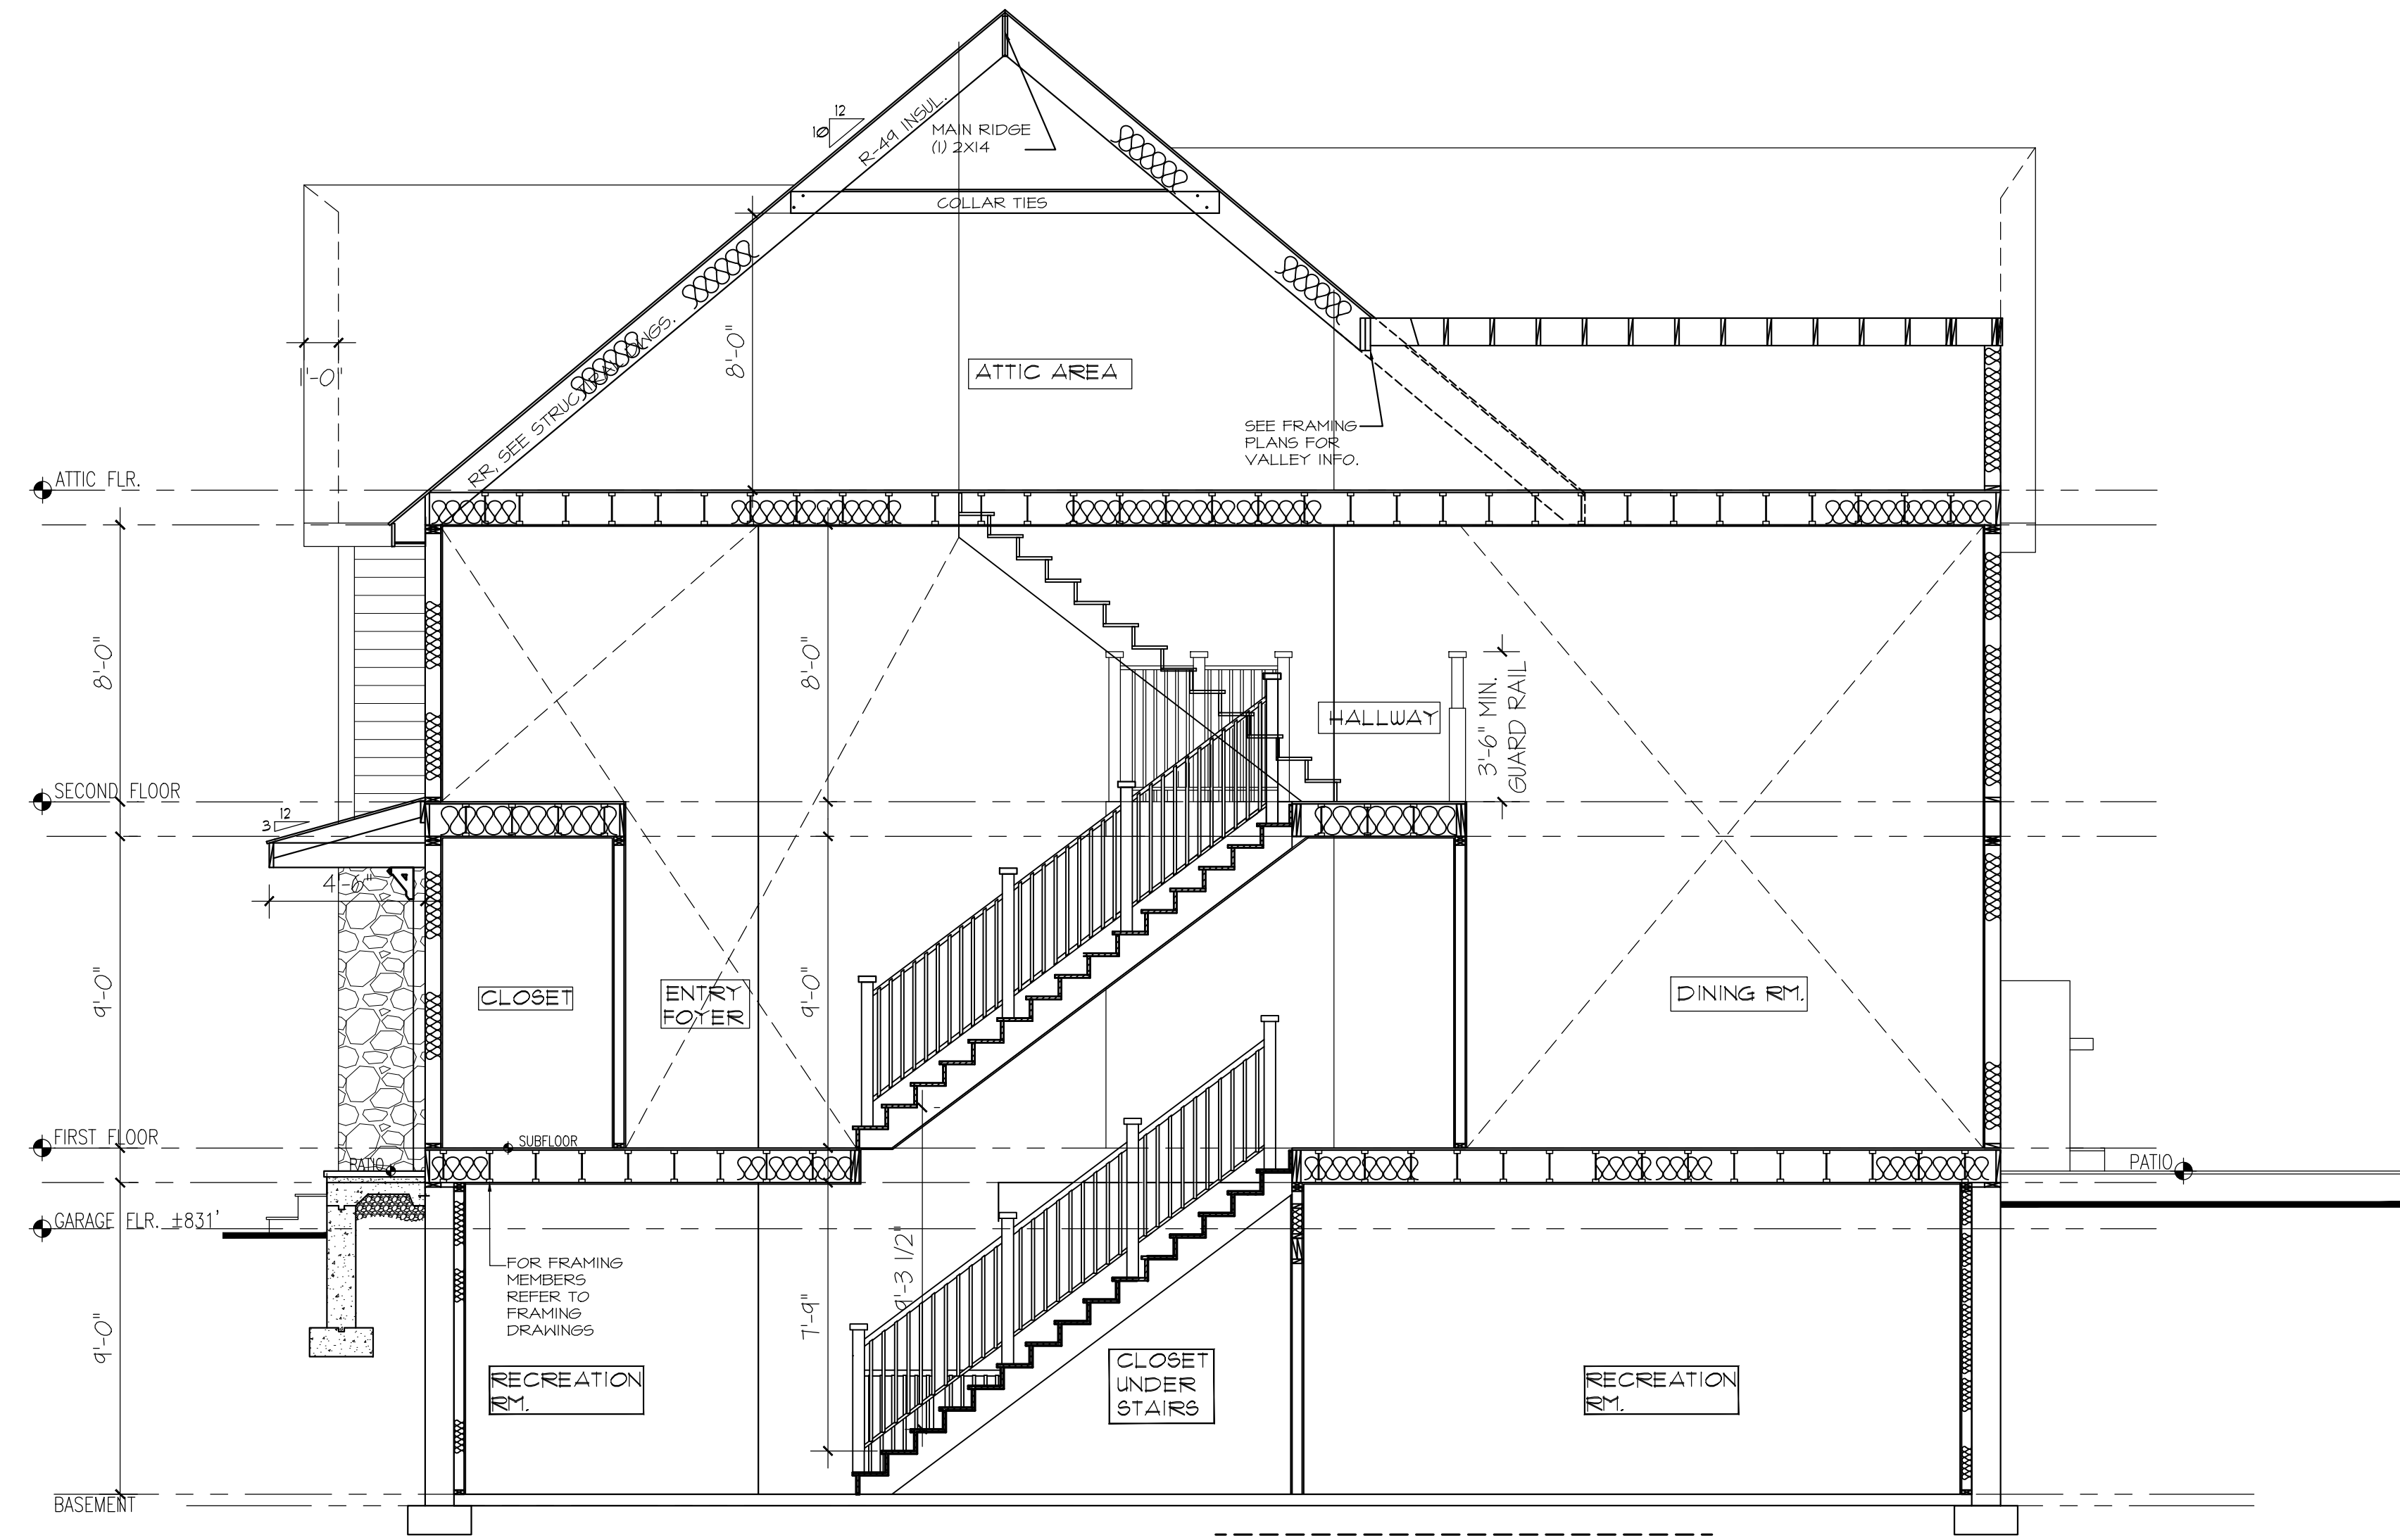 12
10
R-49 INSUL.
MAIN RIDGE
(1) 2X14
COLLAR TIES
8'-0"
1'-0"
ATTIC AREA
RR, SEE STRUCTURAL DWGS.
SEE FRAMING
PLANS FOR
VALLEY INFO.
ATTIC FLR.
8'-0"
8'-0"
HALLWAY
3'-6" MIN.
GUARD RAIL
SECOND FLOOR
12
3
4'-6"
9'-0"
CLOSET
ENTRY
FOYER
9'-0"
DINING RM.
FIRST FLOOR
SUBFLOOR
PATIO
PATIO
GARAGE FLR. ±831'
FOR FRAMING
MEMBERS
REFER TO
FRAMING
DRAWINGS
9'-0"
7'-9"
9'-3 1/2"
RECREATION
RM.
CLOSET
UNDER
STAIRS
RECREATION
RM.
BASEMENT